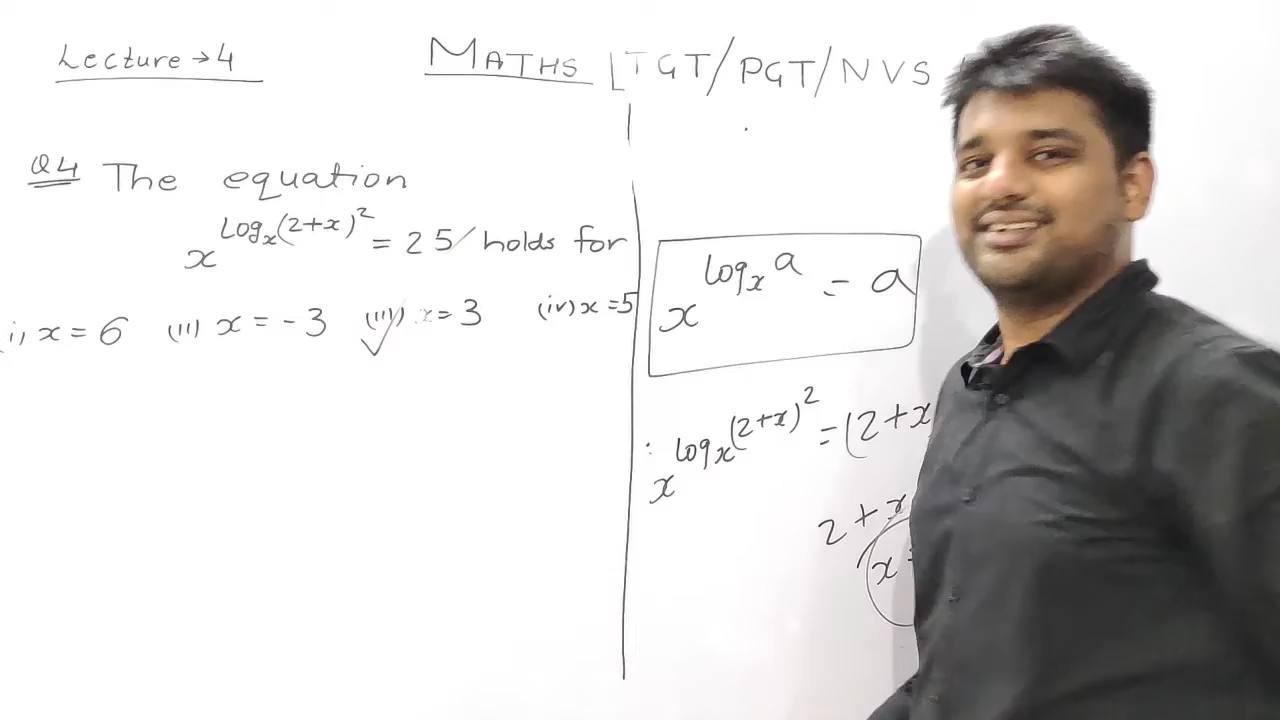 Lecture → 4
MATHS [TGT/PGT/NVS
Q4 The equation
x^{log_x(2+x)^2} = 25 holds for
(i) x = 6 (ii) x = -3 (iii) x = 3 (iv) x = 5
x^{log_x a} = a
∴ x^{log_x(2+x)^2} = (2+x
2+x
x =